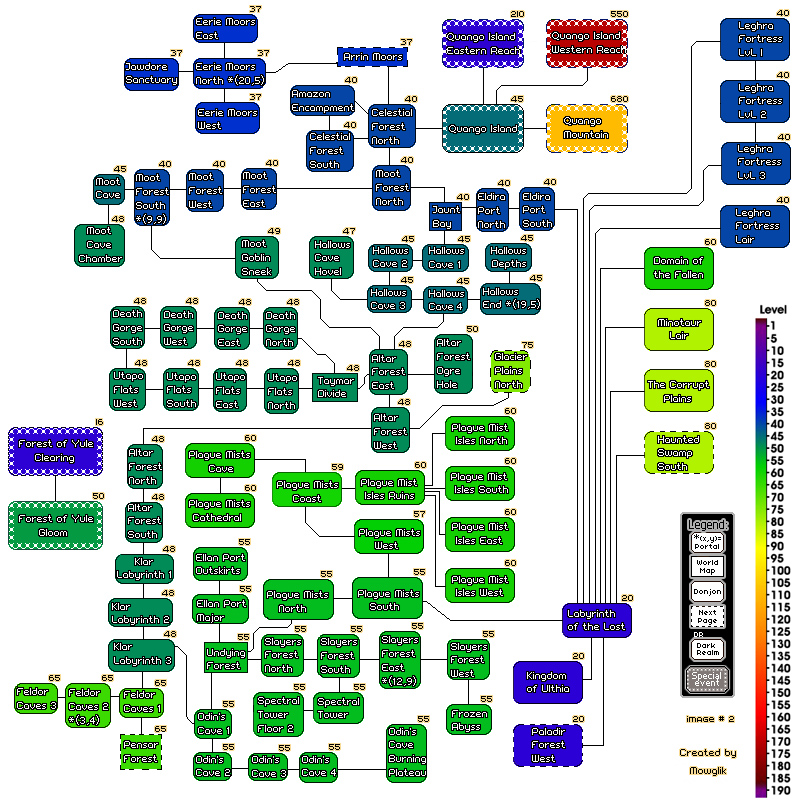 37
Eerie Moors
East
37
Jawdore
Sanctuary
37
Eerie Moors
North *(20,5)
37
Eerie Moors
West
37
Arrin Moors
210
Quango Island
Eastern Reach
550
Quango Island
Western Reach
40
Leghra
Fortress
LvL 1
40
Amazon
Encampment
40
Celestial
Forest
South
40
Celestial
Forest
North
45
Quango Island
680
Quango
Mountain
40
Leghra
Fortress
LvL 2
40
Leghra
Fortress
LvL 3
40
Leghra
Fortress
Lair
45
Moot
Cave
40
Moot
Forest
South
*(9,9)
40
Moot
Forest
West
40
Moot
Forest
East
40
Moot
Forest
North
40
Jaunt
Bay
40
Eldira
Port
North
40
Eldira
Port
South
48
Moot
Cave
Chamber
49
Moot
Goblin
Sneek
47
Hallows
Cave
Hovel
45
Hallows
Cave 2
45
Hallows
Cave 1
45
Hallows
Depths
45
Hallows
Cave 3
45
Hallows
Cave 4
45
Hallows
End *(19,5)
60
Domain of
the Fallen
80
Minotaur
Lair
80
The Corrupt
Plains
80
Haunted
Swamp
South
48
Death
Gorge
South
48
Death
Gorge
West
48
Death
Gorge
East
48
Death
Gorge
North
48
Utapo
Flats
West
48
Utapo
Flats
South
48
Utapo
Flats
East
48
Utapo
Flats
North
48
Taymar
Divide
48
Altar
Forest
East
50
Altar
Forest
Ogre
Hole
75
Glacier
Plains
North
48
Altar
Forest
West
16
Forest of Yule
Clearing
50
Forest of Yule
Gloom
48
Altar
Forest
North
48
Altar
Forest
South
48
Klar
Labyrinth 1
48
Klar
Labyrinth 2
48
Klar
Labyrinth 3
60
Plague Mists
Cave
60
Plague Mists
Cathedral
59
Plague Mists
Coast
60
Plague Mist
Isles Ruins
60
Plague Mist
Isles North
60
Plague Mist
Isles South
60
Plague Mist
Isles East
60
Plague Mist
Isles West
57
Plague Mists
West
55
Plague Mists
North
55
Plague Mists
South
55
Ellan Port
Outskirts
55
Ellan Port
Major
55
Undying
Forest
55
Slayers
Forest
North
55
Slayers
Forest
South
55
Slayers
Forest
East
*(12,9)
55
Slayers
Forest
West
55
Spectral
Tower
Floor 2
55
Spectral
Tower
55
Frozen
Abyss
65
Feldor
Caves 3
65
Feldor
Caves 2
*(3,4)
65
Feldor
Caves 1
65
Pensar
Forest
55
Odin's
Cave 1
55
Odin's
Cave 2
55
Odin's
Cave 3
55
Odin's
Cave 4
55
Odin's
Cave
Burning
Plateau
20
Labyrinth
of the Lost
20
Kingdom
of Ulthia
20
Paladir
Forest
West
Legends
*(x,y)=
Portal
World
Map
Donjon
Next
Page
OR
Dark
Realm
Special
event
image # 2
Created by
Mowglik
Level
1
5
10
15
20
25
30
35
40
45
50
55
60
65
70
75
80
85
90
95
100
105
110
115
120
125
130
135
140
145
150
155
160
165
170
175
180
185
190